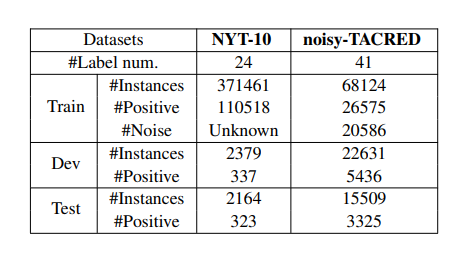 Datasets NYT-10 noisy-TACRED
#Label num. 24 41
Train #Instances 371461 68124
#Positive 110518 26575
#Noise Unknown 20586
Dev #Instances 2379 22631
#Positive 337 5436
Test #Instances 2164 15509
#Positive 323 3325